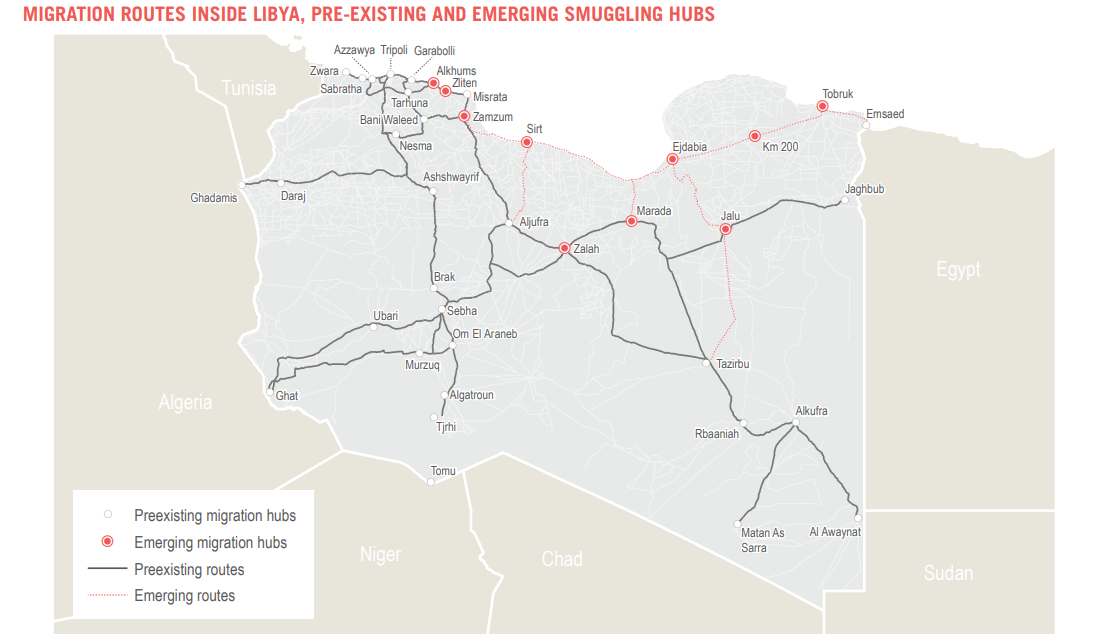 MIGRATION ROUTES INSIDE LIBYA, PRE-EXISTING AND EMERGING SMUGGLING HUBS
Azzawya Tripoli Garabolli
Zwara
Alkhums
Tunisia
Sabratha
Zliten
Tarhuna
Misrata
Tobruk
Bani Waleed
Zamzum
Emsaed
Sirt
Nesma
Ejdabia
Km 200
Ashshwayrif
Ghadamis
Daraj
Jaghbub
Aljufra
Marada
Jalu
Zalah
Egypt
Brak
Sebha
Ubari
Om El Araneb
Murzuq
Tazirbu
Ghat
Algatroun
Algeria
Alkufra
Tjrhi
Rbaaniah
Tomu
Preexisting migration hubs
Emerging migration hubs
Matan As
Sarra
Al Awaynat
Niger
Chad
Preexisting routes
Sudan
Emerging routes